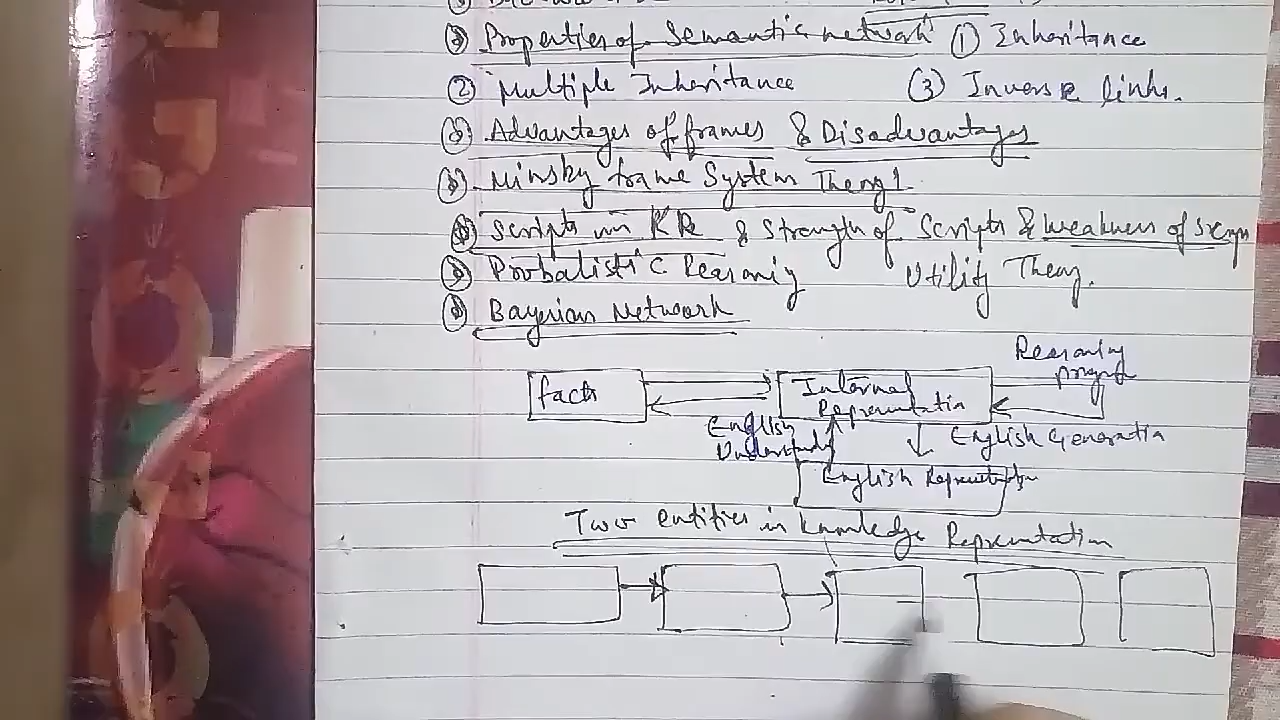 Properties of Semantic network ① Inheritance
② Multiple Inheritance ③ Inverse links.
Advantages of frames & Disadvantages
Minsky frame System Theory 1.
Scripts in KR & Strength of Scripts & weakness of
Probalistic Reasoning Utility Theory.
Bayesian Network
Reasoning
program
facts
Internal
Representation
English
Understanding
English Generation
English Representation
Two entities in Knowledge Representation